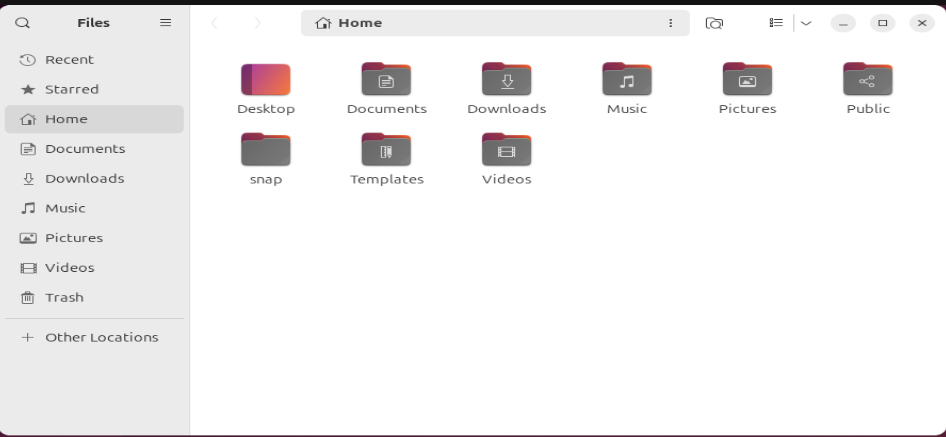 Files
Home
Recent
Starred
Home
Documents
Downloads
Music
Pictures
Videos
Trash
Other Locations
Desktop Documents Downloads Music Pictures Public
snap Templates Videos